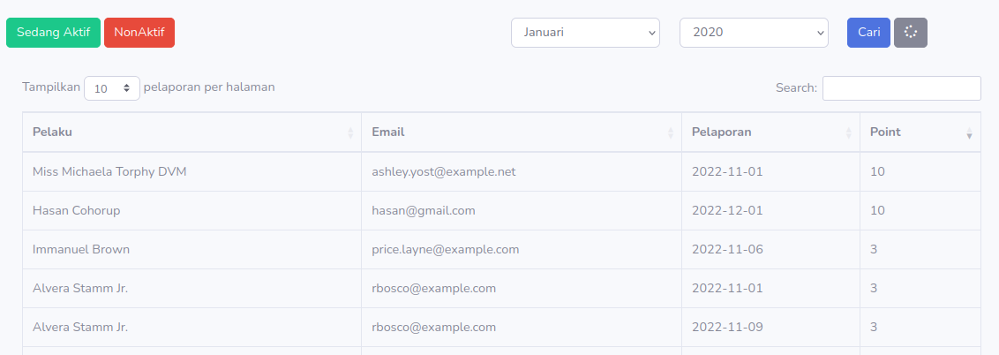 Sedang Aktif NonAktif Januari 2020 Cari
Tampilkan 10 pelaporan per halaman Search:
Pelaku Email Pelaporan Point
Miss Michaela Torphy DVM ashley.yost@example.net 2022-11-01 10
Hasan Cohorup hasan@gmail.com 2022-12-01 10
Immanuel Brown price.layne@example.com 2022-11-06 3
Alvera Stamm Jr. rbosco@example.com 2022-11-01 3
Alvera Stamm Jr. rbosco@example.com 2022-11-09 3